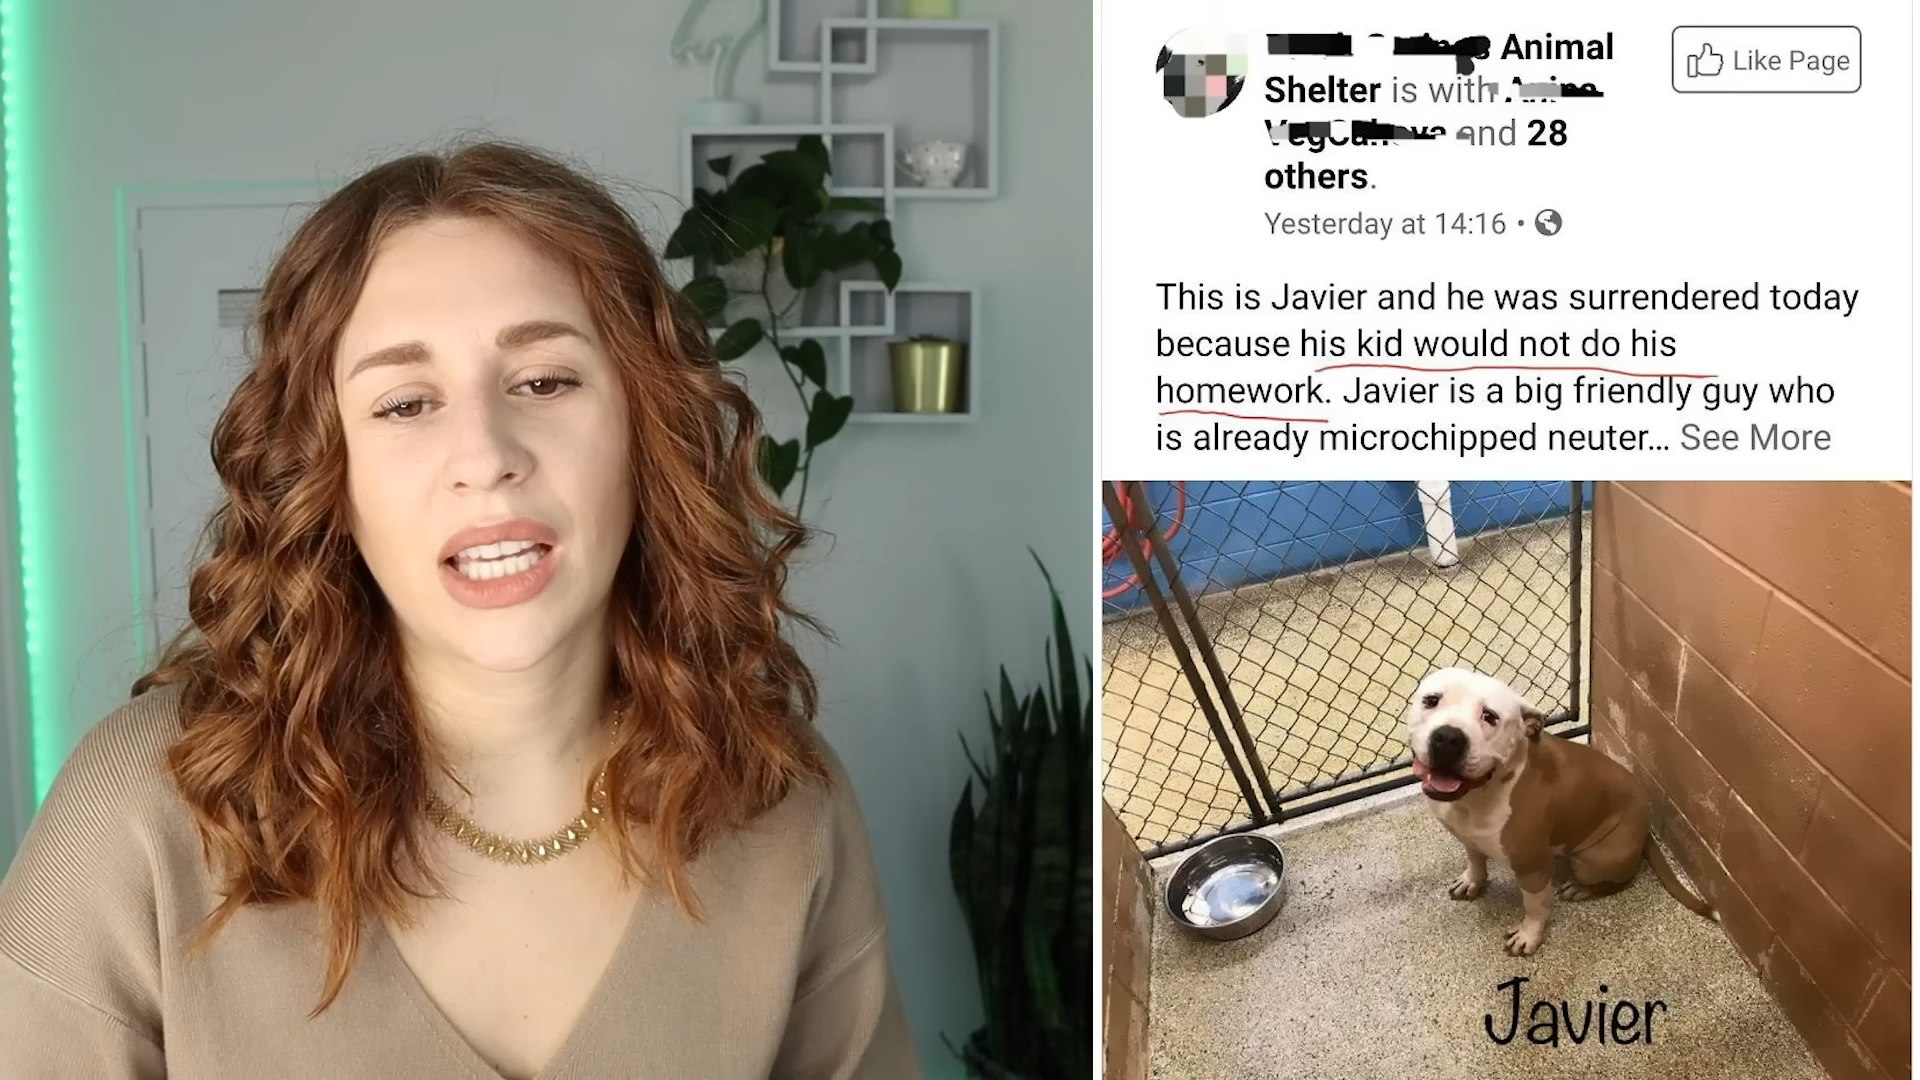 Animal
Shelter is with
and 28
others.
Like Page
Yesterday at 14:16 •
This is Javier and he was surrendered today
because his kid would not do his
homework. Javier is a big friendly guy who
is already microchipped neuter... See More
Javier